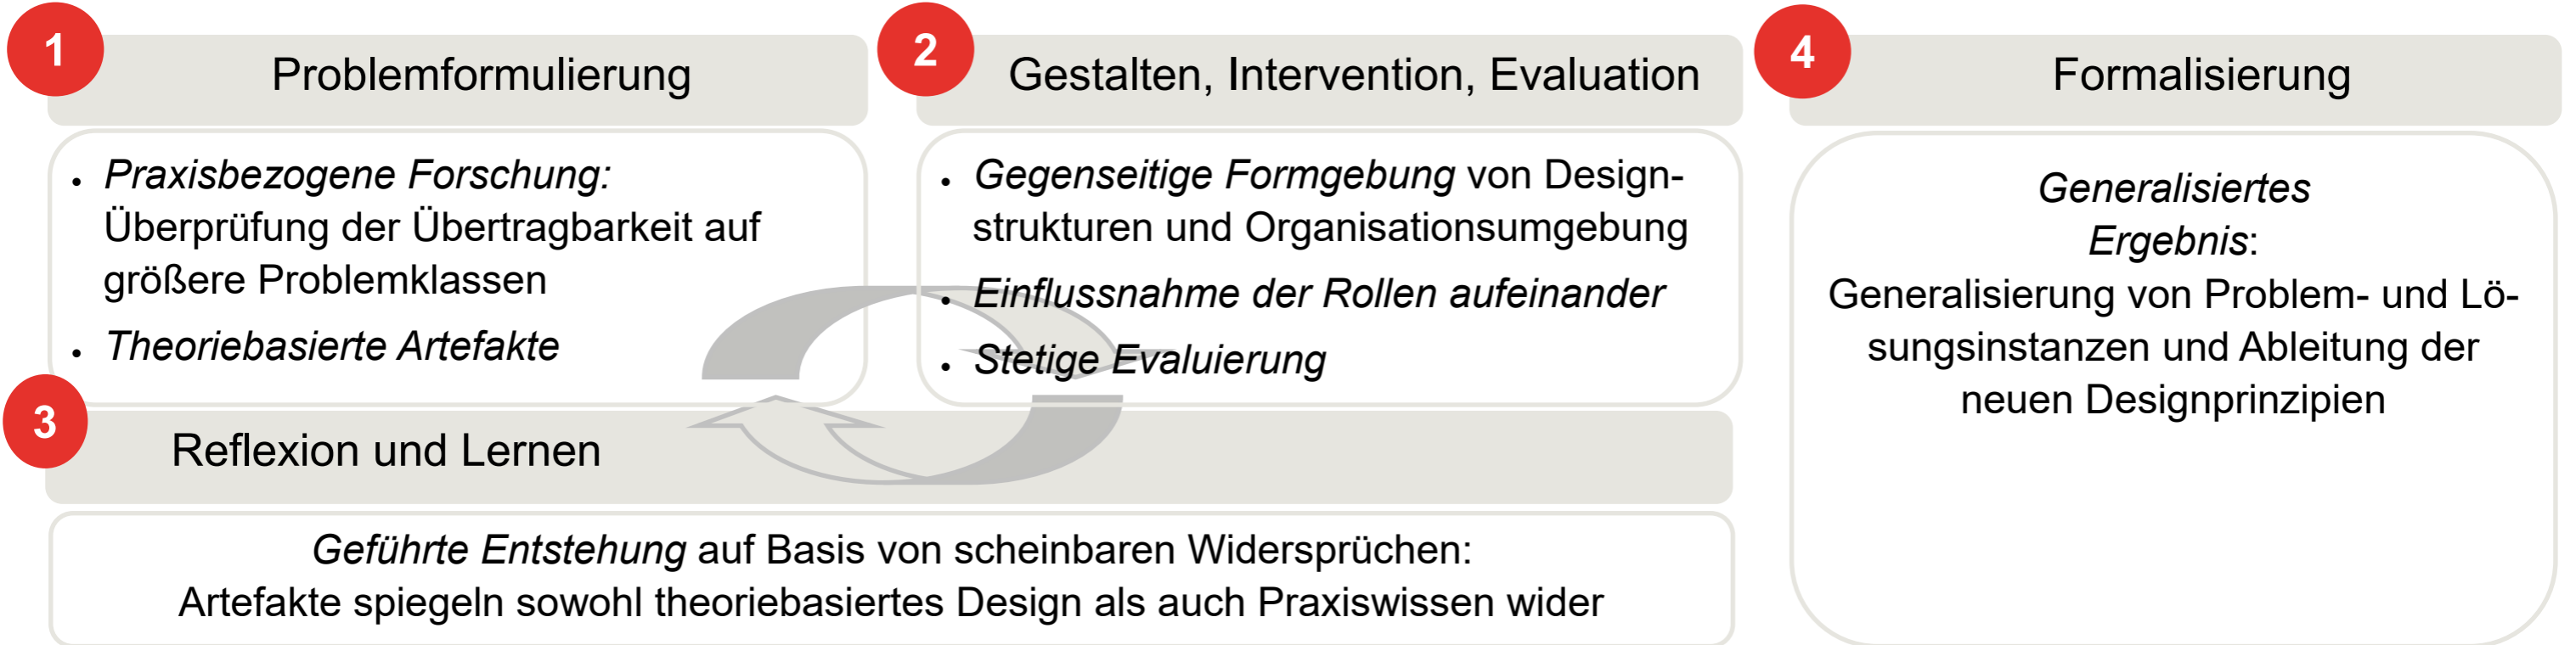 1
Problemformulierung
• Praxisbezogene Forschung:
Überprüfung der Übertragbarkeit auf
größere Problemklassen
• Theoriebasierte Artefakte
2
Gestalten, Intervention, Evaluation
• Gegenseitige Formgebung von Design-
strukturen und Organisationsumgebung
• Einflussnahme der Rollen aufeinander
• Stetige Evaluierung
3
Reflexion und Lernen
Geführte Entstehung auf Basis von scheinbaren Widersprüchen:
Artefakte spiegeln sowohl theoriebasiertes Design als auch Praxiswissen wider
4
Formalisierung
Generalisiertes
Ergebnis:
Generalisierung von Problem- und Lö-
sungsinstanzen und Ableitung der
neuen Designprinzipien